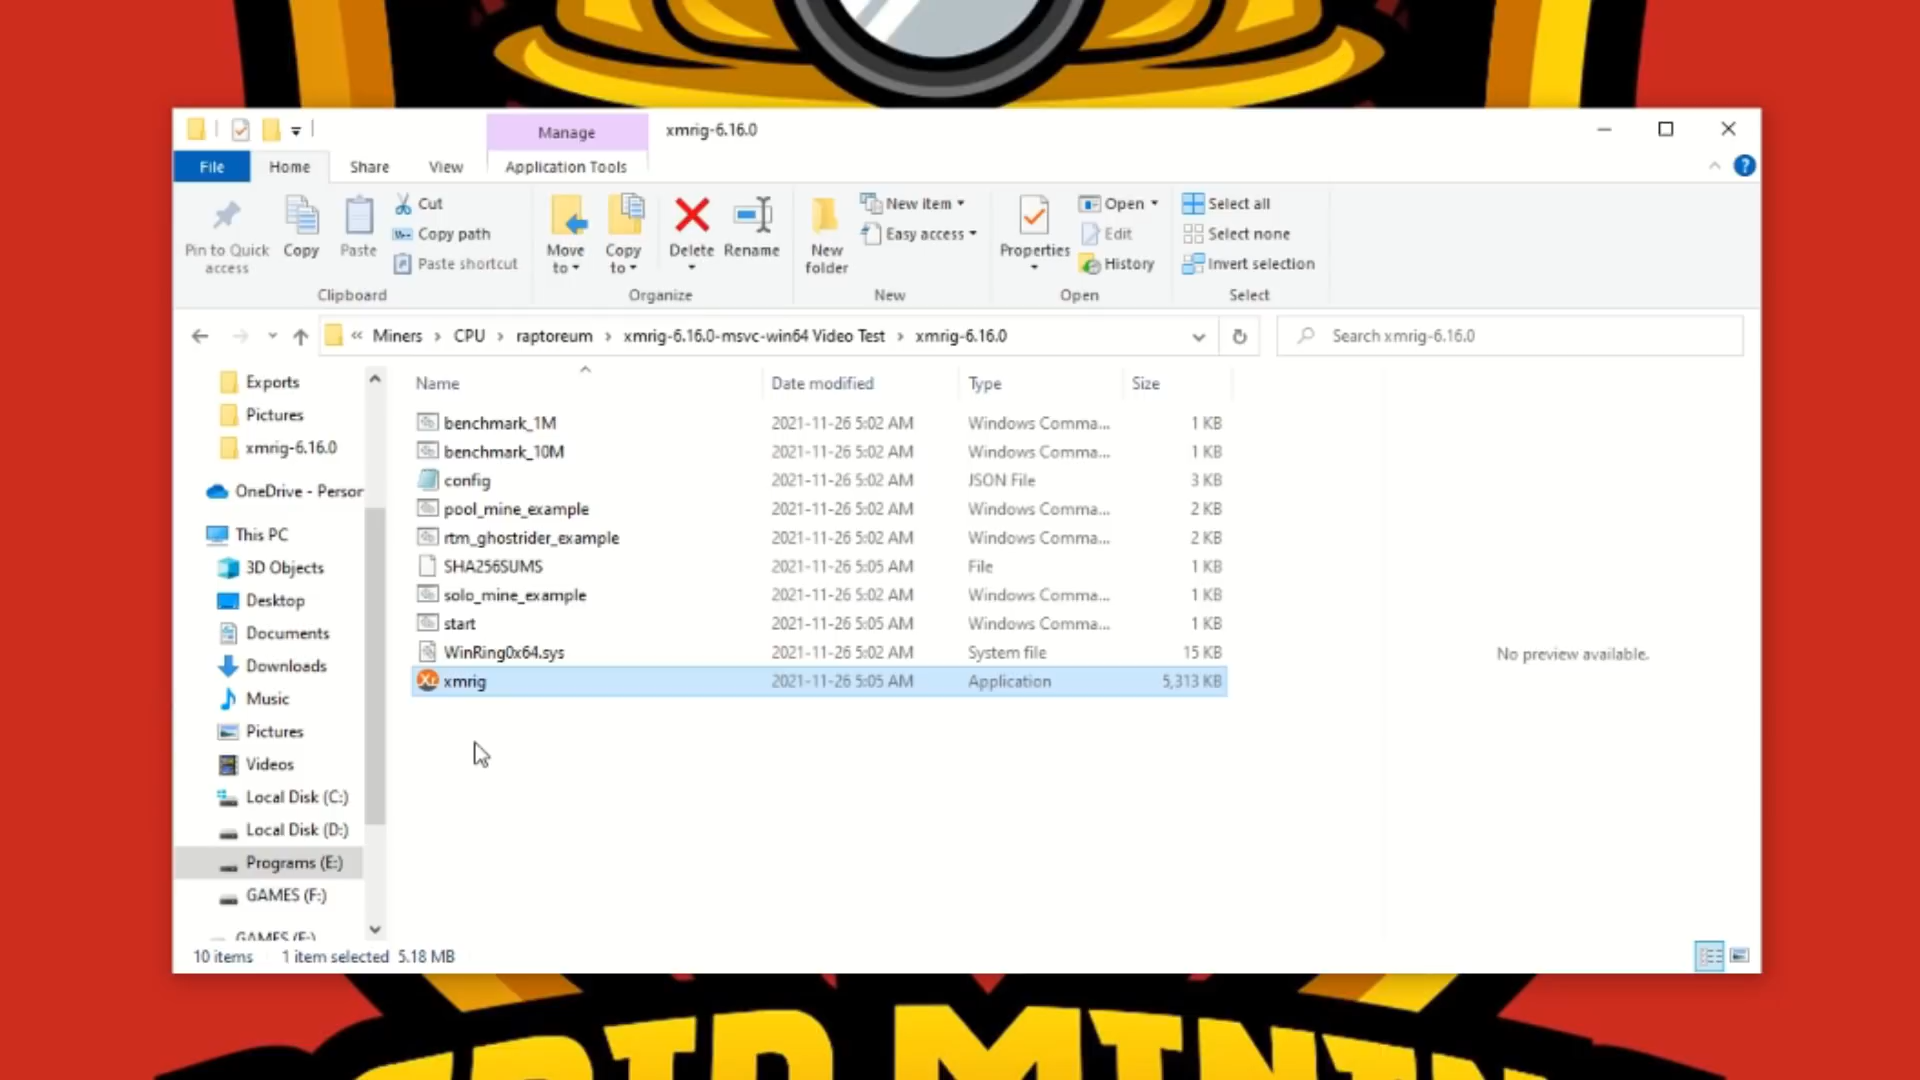 Manage
xmrig-6.16.0
File
Home
Share
View
Application Tools
Pin to Quick access
Copy
Paste
Cut
Copy path
Paste shortcut
Clipboard
Move to
Copy to
Delete
Rename
Organize
New folder
New item
Easy access
New
Properties
Open
Edit
History
Open
Select all
Select none
Invert selection
Select
« Miners › CPU › raptoreum › xmrig-6.16.0-msvc-win64 Video Test › xmrig-6.16.0
Search xmrig-6.16.0
Exports
Pictures
xmrig-6.16.0
OneDrive - Person
This PC
3D Objects
Desktop
Documents
Downloads
Music
Pictures
Videos
Local Disk (C:)
Local Disk (D:)
Programs (E:)
GAMES (F:)
GAMES (F:)
Name Date modified Type Size
benchmark_1M 2021-11-26 5:02 AM Windows Comma... 1 KB
benchmark_10M 2021-11-26 5:02 AM Windows Comma... 1 KB
config 2021-11-26 5:02 AM JSON File 3 KB
pool_mine_example 2021-11-26 5:02 AM Windows Comma... 2 KB
rtm_ghostrider_example 2021-11-26 5:02 AM Windows Comma... 2 KB
SHA256SUMS 2021-11-26 5:05 AM File 1 KB
solo_mine_example 2021-11-26 5:02 AM Windows Comma... 1 KB
start 2021-11-26 5:05 AM Windows Comma... 1 KB
WinRing0x64.sys 2021-11-26 5:02 AM System file 15 KB
xmrig 2021-11-26 5:05 AM Application 5,313 KB
No preview available.
10 items 1 item selected 5.18 MB